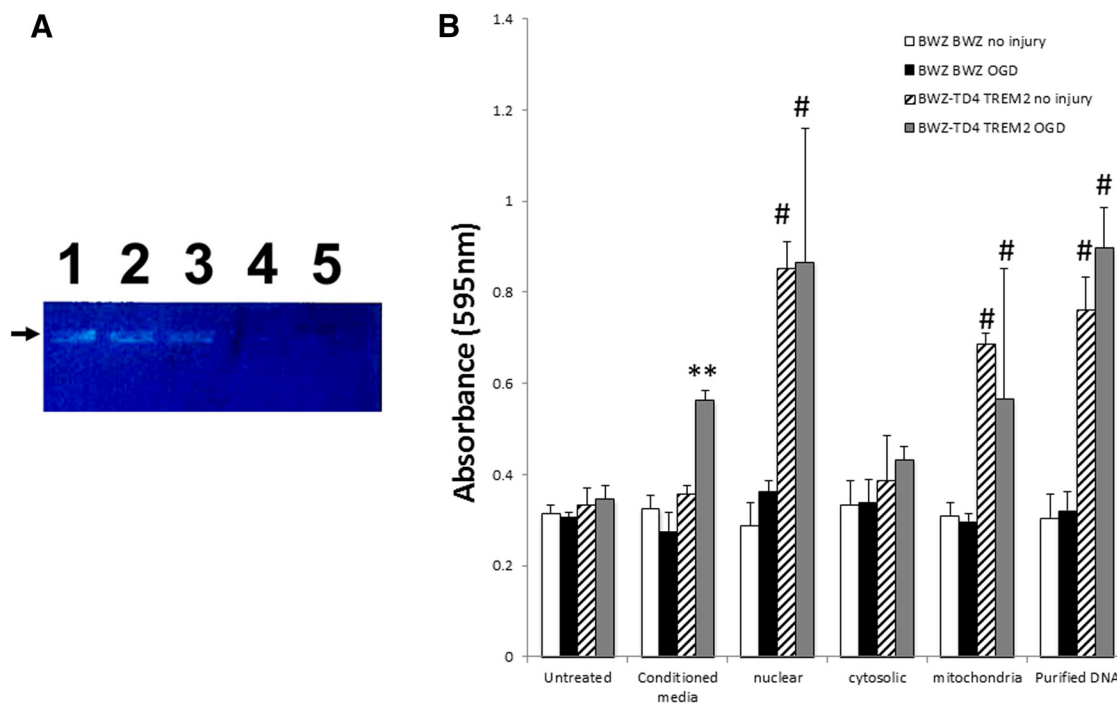 A
1 2 3 4 5
B
Absorbance (595nm)
1.4
1.2
1
0.8
0.6
0.4
0.2
0
BWZ BWZ no injury
BWZ BWZ OGD
BWZ-TD4 TREM2 no injury
BWZ-TD4 TREM2 OGD
**
# #
# #
# #
Untreated Conditioned nuclear cytosolic mitochondria Purified DNA
media